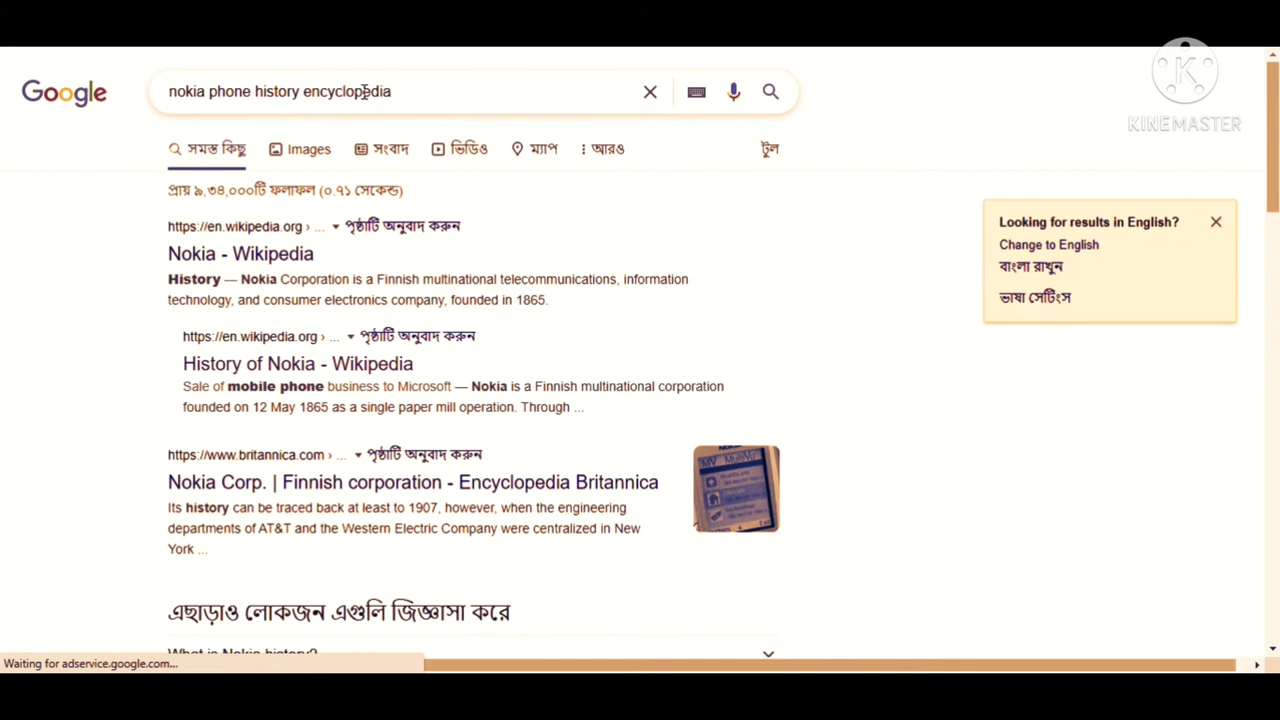 KINEMASTER
Google
nokia phone history encyclopedia
সমস্ত কিছু Images সংবাদ ভিডিও ম্যাপ আরও টুল
প্রায় ৯,৩৪,০০০টি ফলাফল (০.৭১ সেকেন্ড)
https://en.wikipedia.org › ... পৃষ্ঠাটি অনুবাদ করুন
Nokia - Wikipedia
History — Nokia Corporation is a Finnish multinational telecommunications, information
technology, and consumer electronics company, founded in 1865.
https://en.wikipedia.org › ... পৃষ্ঠাটি অনুবাদ করুন
History of Nokia - Wikipedia
Sale of mobile phone business to Microsoft — Nokia is a Finnish multinational corporation
founded on 12 May 1865 as a single paper mill operation. Through ...
https://www.britannica.com › ... পৃষ্ঠাটি অনুবাদ করুন
Nokia Corp. | Finnish corporation - Encyclopedia Britannica
Its history can be traced back at least to 1907, however, when the engineering
departments of AT&T and the Western Electric Company were centralized in New
York ...
এছাড়াও লোকজন এগুলি জিজ্ঞাসা করে
What is Nokia history?
Looking for results in English?
Change to English
বাংলা রাখুন
ভাষা সেটিংস
Waiting for adservice.google.com...